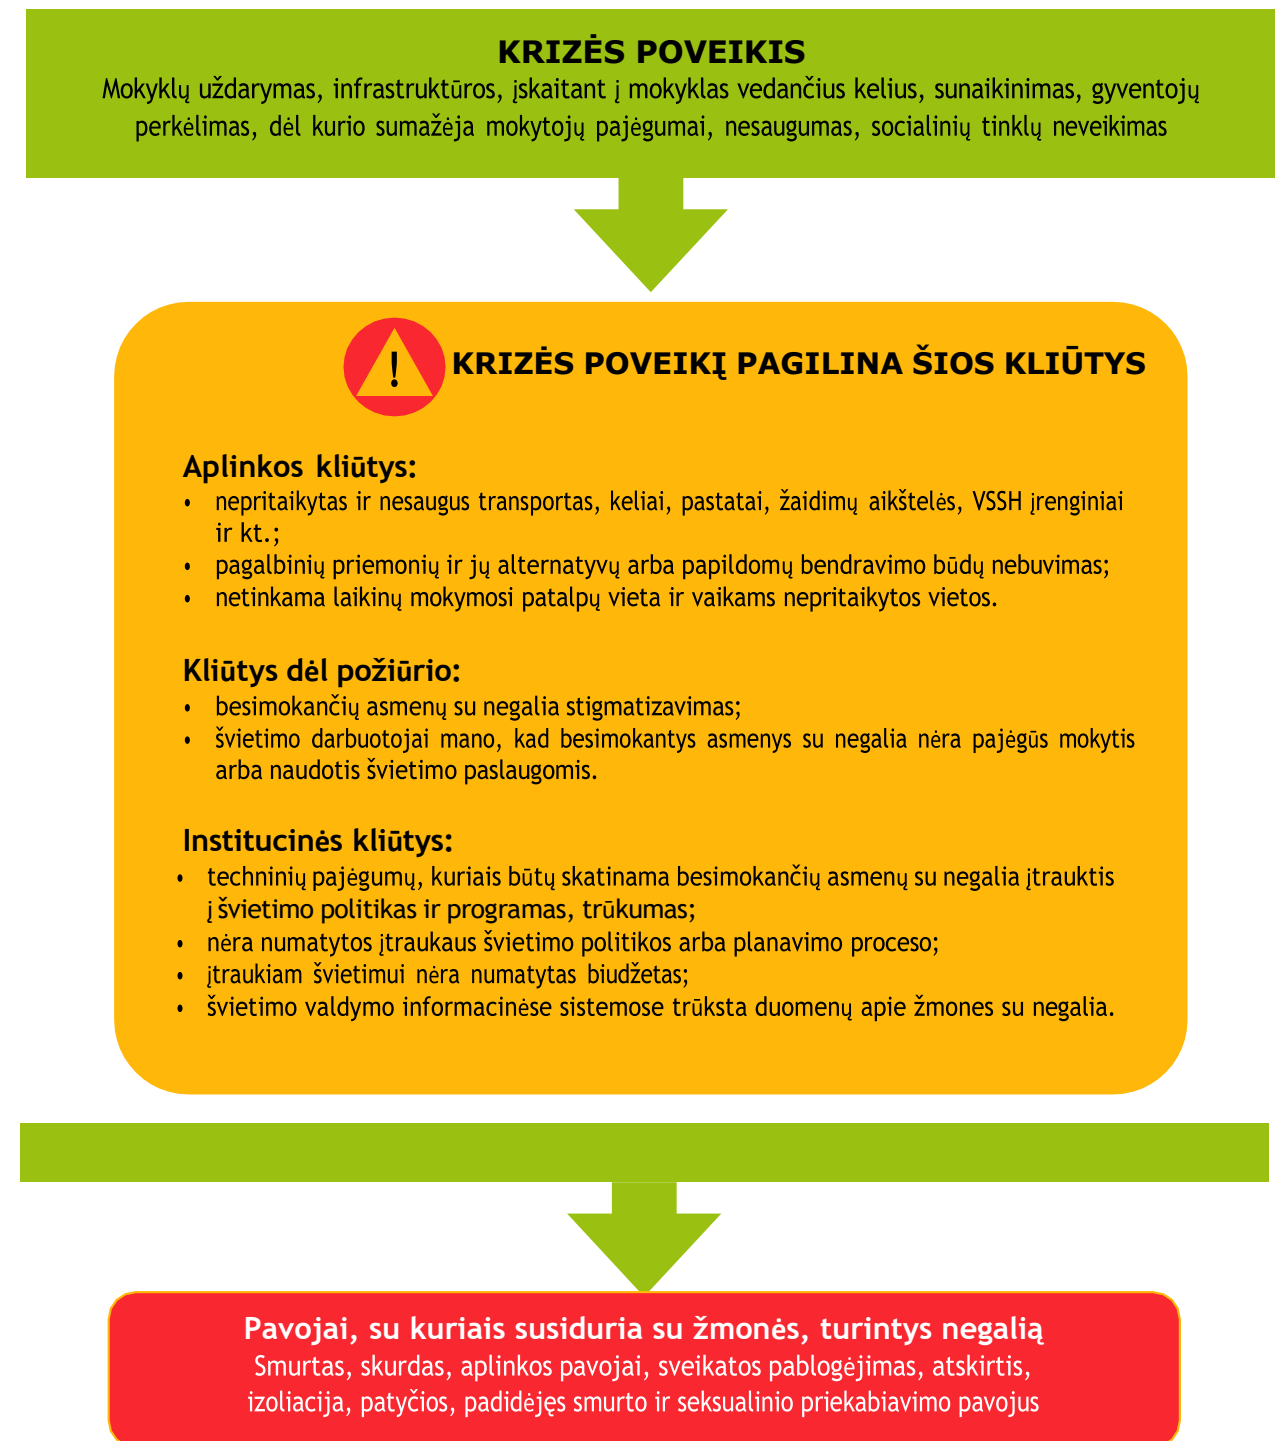 KRIZĖS POVEIKIS
Mokyklų uždarymas, infrastruktūros, įskaitant į mokyklas vedančius kelius, sunaikinimas, gyventojų
perkėlimas, dėl kurio sumažėja mokytojų pajėgumai, nesaugumas, socialinių tinklų neveikimas
! KRIZĖS POVEIKĮ PAGILINA ŠIOS KLIŪTYS
Aplinkos kliūtys:
• nepritaikytas ir nesaugus transportas, keliai, pastatai, žaidimų aikštelės, VSSH įrenginiai
ir kt.;
• pagalbinių priemonių ir jų alternatyvų arba papildomų bendravimo būdų nebuvimas;
• netinkama laikinų mokymosi patalpų vieta ir vaikams nepritaikytos vietos.
Kliūtys dėl požiūrio:
• besimokančių asmenų su negalia stigmatizavimas;
• švietimo darbuotojai mano, kad besimokantys asmenys su negalia nėra pajėgūs mokytis
arba naudotis švietimo paslaugomis.
Institucinės kliūtys:
• techninių pajėgumų, kuriais būtų skatinama besimokančių asmenų su negalia įtrauktis
į švietimo politikas ir programas, trūkumas;
• nėra numatytos įtraukaus švietimo politikos arba planavimo proceso;
• įtraukiam švietimui nėra numatytas biudžetas;
• švietimo valdymo informacinėse sistemose trūksta duomenų apie žmones su negalia.
Pavojai, su kuriais susiduria su žmonės, turintys negalią
Smurtas, skurdas, aplinkos pavojai, sveikatos pablogėjimas, atskirtis,
izoliacija, patyčios, padidėjęs smurto ir seksualinio priekabiavimo pavojus